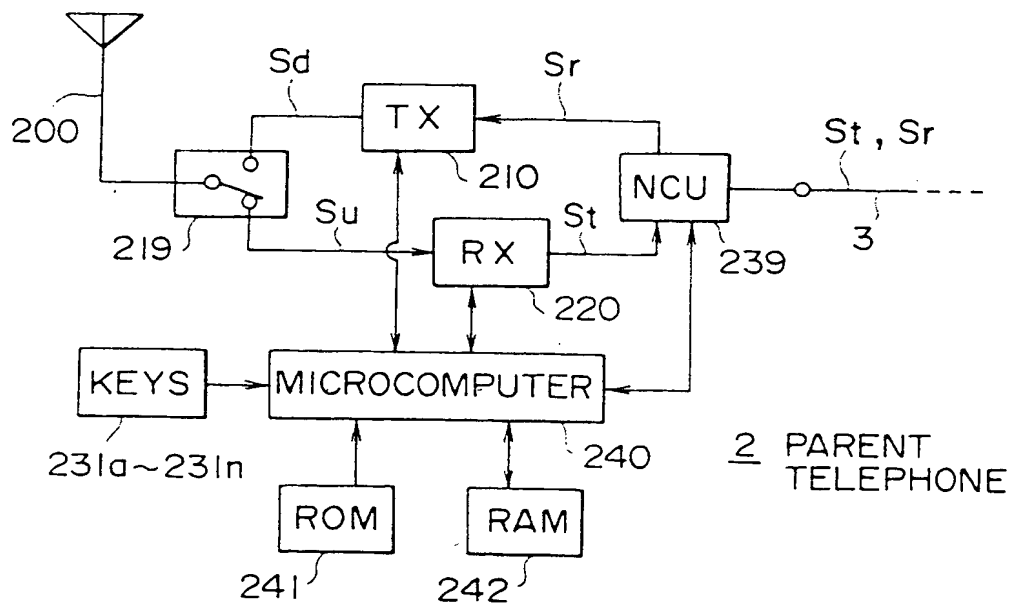 Sd
TX
Sr
St , Sr
200
210
NCU
219
Su
RX
St
239
3
220
KEYS
MICROCOMPUTER
231a~231n
240
2 PARENT
TELEPHONE
ROM
RAM
241
242